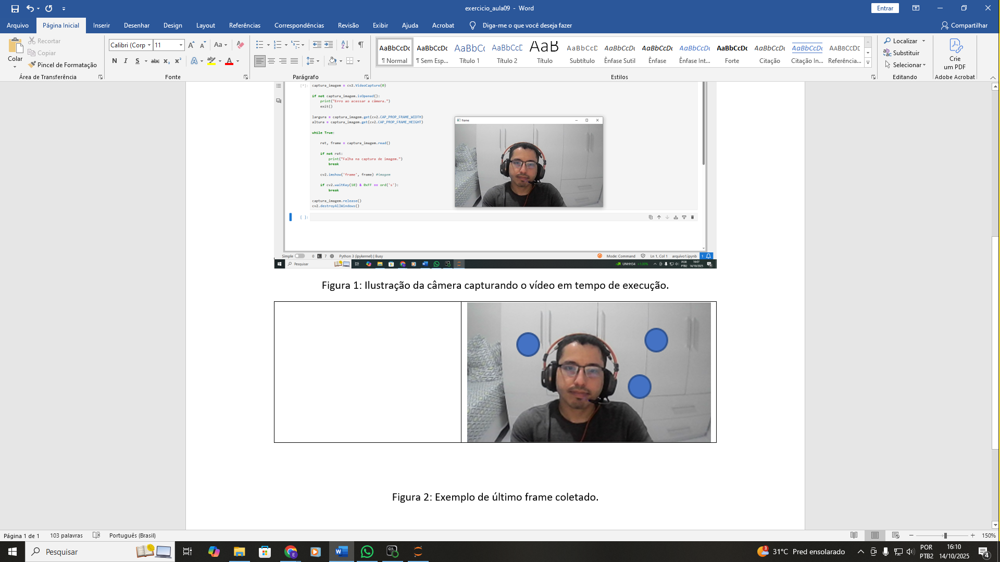 exercicio_aula09 - Word
Entrar
Arquivo
Página Inicial
Inserir
Desenhar
Design
Layout
Referências
Correspondências
Revisão
Exibir
Ajuda
Acrobat
Diga-me o que você deseja fazer
Compartilhar
Colar
Recortar
Copiar
Pincel de Formatação
Área de Transferência
Calibri (Corp
11
Aa
N I S abc x₂ x² A A
Fonte
Parágrafo
AaBbCcDc AaBbCcDc AaBbCc AaBbCcD AaB AaBbCcD AaBbCcDc AaBbCcDc AaBbCcDc AaBbCcDc AaBbCcDc AaBbCcDc AABBCCDD
¶ Normal
¶ Sem Esp...
Título 1
Título 2
Título
Subtítulo
Ênfase Sutil
Ênfase
Ênfase Int...
Forte
Citação
Citação In...
Referência...
Estilos
Localizar
Substituir
Selecionar
Editando
Crie
um PDF
Adobe Acrobat
[*]: captura_imagem = cv2.VideoCapture(0)
if not captura_imagem.isOpened():
print("Erro ao acessar a câmera.")
exit()
largura = captura_imagem.get(cv2.CAP_PROP_FRAME_WIDTH)
altura = captura_imagem.get(cv2.CAP_PROP_FRAME_HEIGHT)
while True:
ret, frame = captura_imagem.read()
if not ret:
print("Falha na captura de imagem.")
break
cv2.imshow('frame', frame) #imagem
if cv2.waitKey(10) & 0xFF == ord('s'):
break
captura_imagem.release()
cv2.destroyAllWindows()
frame
[ ]:
Simple 0 7 Python 3 (ipykernel) | Busy
Mode: Command Ln 1, Col 1 arquivo1.ipynb 1
Pesquisar
UNHH34 +1.00%
POR
PTB2
16:07
14/10/2025
Figura 1: Ilustração da câmera capturando o vídeo em tempo de execução.
Figura 2: Exemplo de último frame coletado.
Página 1 de 1
103 palavras
Português (Brasil)
150%
Pesquisar
31°C Pred ensolarado
POR
PTB2
16:10
14/10/2025
4